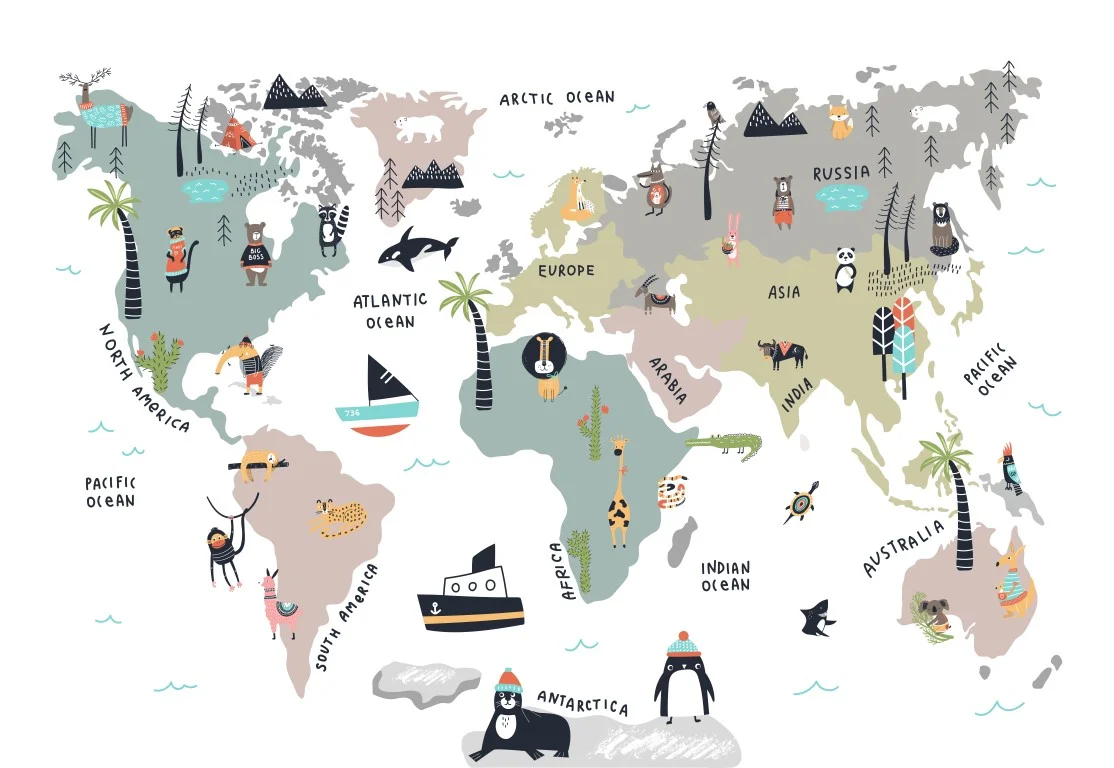 ARCTIC OCEAN
RUSSIA
BIG
BOSS
EUROPE
ASIA
ATLANTIC
OCEAN
NORTH AMERICA
ARABIA
INDIA
PACIFIC
OCEAN
736
PACIFIC
OCEAN
AUSTRALIA
AFRICA
INDIAN
OCEAN
SOUTH AMERICA
ANTARCTICA